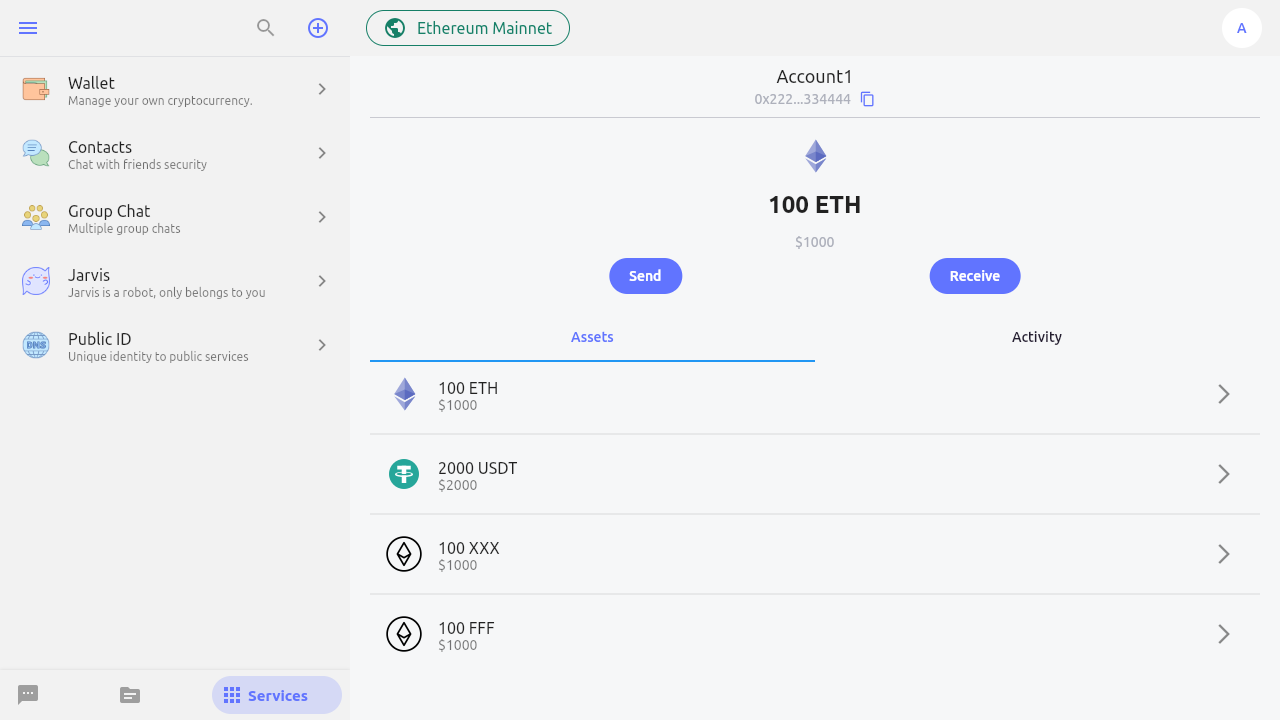 Wallet
Manage your own cryptocurrency.
Contacts
Chat with friends security
Group Chat
Multiple group chats
Jarvis
Jarvis is a robot, only belongs to you
DNS
Public ID
Unique identity to public services
Services
Ethereum Mainnet
A
Account1
0x222...334444
100 ETH
$1000
Send
Receive
Assets
Activity
100 ETH
$1000
2000 USDT
$2000
100 XXX
$1000
100 FFF
$1000